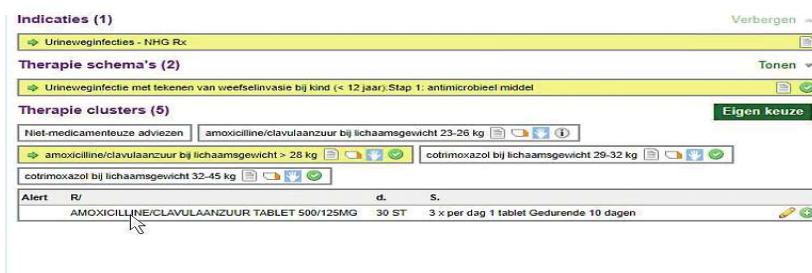 Indicaties (1) Verbergen
Urineweginfecties - NHG Rx
Therapie schema's (2) Tonen
Urineweginfectie met tekenen van weefselinvasie bij kind (< 12 jaar):Stap 1: antimicrobieel middel
Therapie clusters (5) Eigen keuze
Niet-medicamenteuze adviezen amoxicilline/clavulaanzuur bij lichaamsgewicht 23-26 kg
amoxicilline/clavulaanzuur bij lichaamsgewicht > 28 kg cotrimoxazol bij lichaamsgewicht 29-32 kg
cotrimoxazol bij lichaamsgewicht 32-45 kg
Alert R/ d. S.
AMOXICILLINE/CLAVULAANZUUR TABLET 500/125MG 30 ST 3 x per dag 1 tablet Gedurende 10 dagen